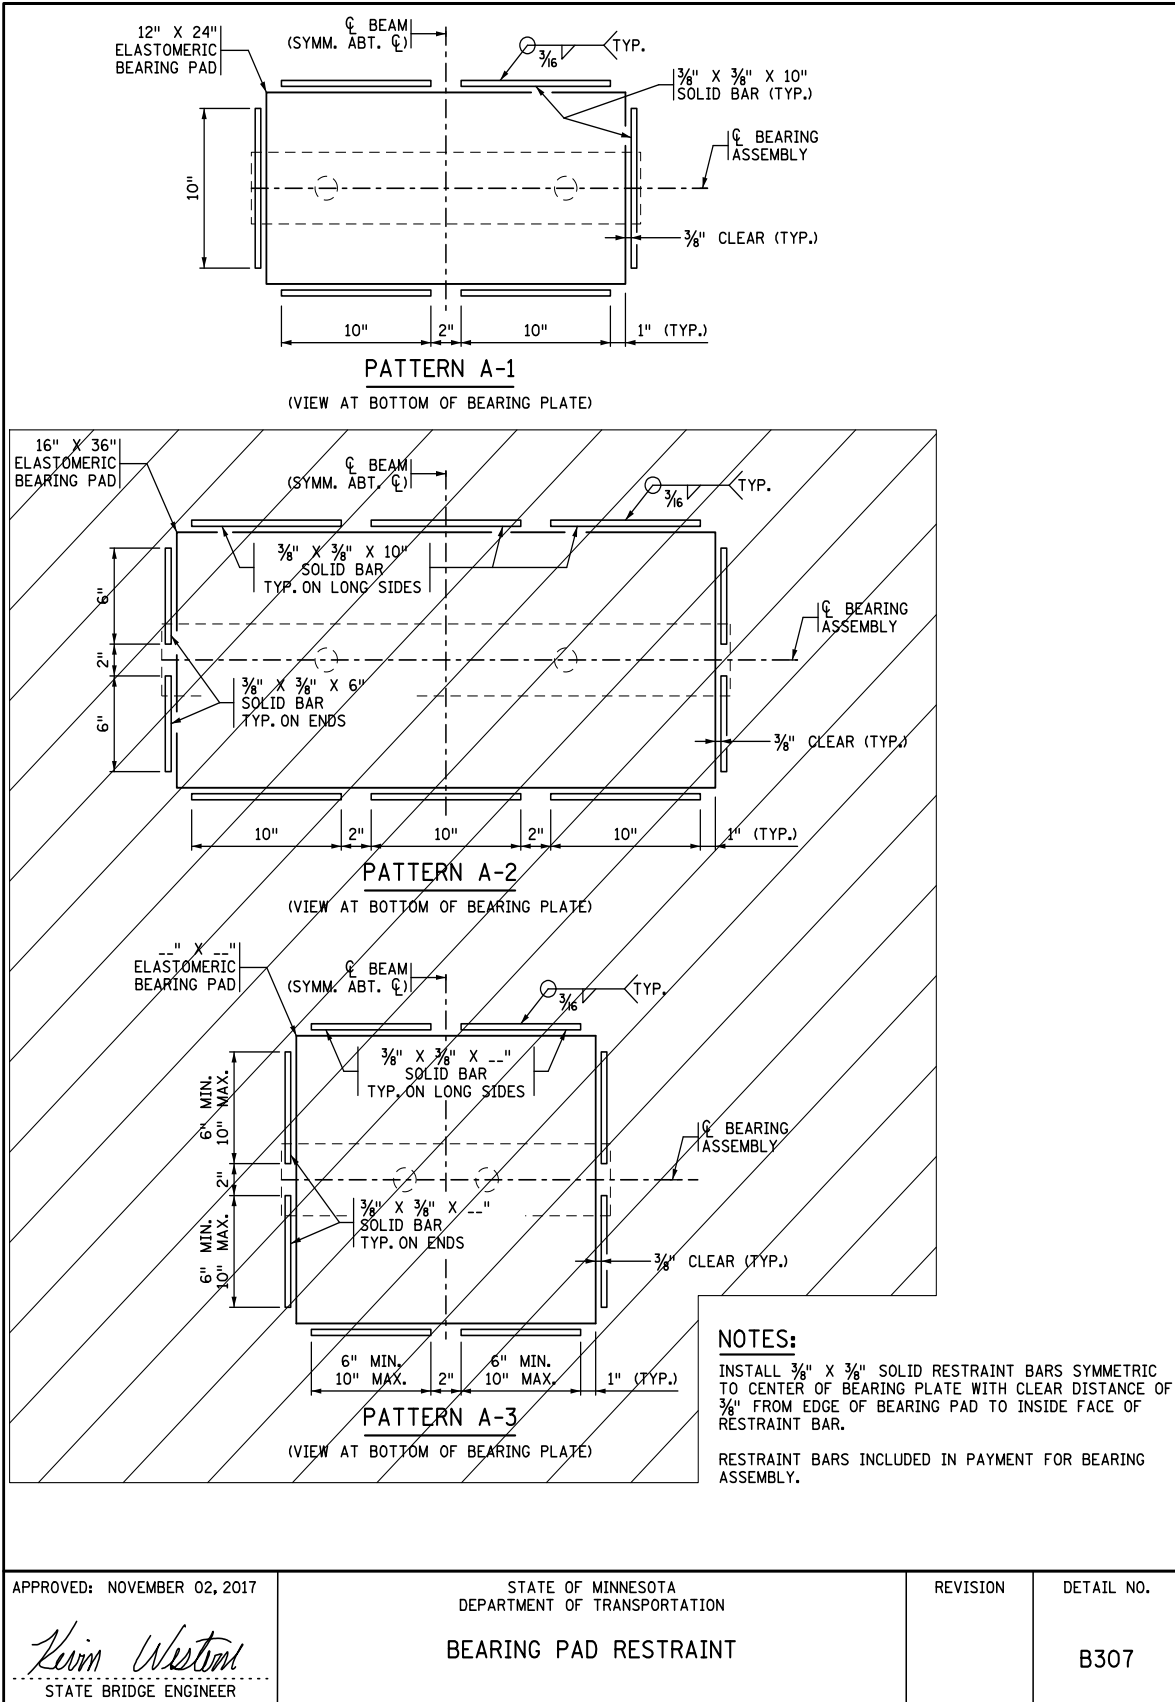 12" X 24"
ELASTOMERIC
BEARING PAD
℄ BEAM
(SYMM. ABT. ℄)
3/16
TYP.
3/8" X 3/8" X 10"
SOLID BAR (TYP.)
℄ BEARING
ASSEMBLY
10"
3/8" CLEAR (TYP.)
10" 2" 10" 1" (TYP.)
PATTERN A-1
(VIEW AT BOTTOM OF BEARING PLATE)
16" X 36"
ELASTOMERIC
BEARING PAD
℄ BEAM
(SYMM. ABT. ℄)
3/16
TYP.
3/8" X 3/8" X 10"
SOLID BAR
TYP. ON LONG SIDES
6"
2"
6"
℄ BEARING
ASSEMBLY
3/8" X 3/8" X 6"
SOLID BAR
TYP. ON ENDS
3/8" CLEAR (TYP.)
10" 2" 10" 2" 10" 1" (TYP.)
PATTERN A-2
(VIEW AT BOTTOM OF BEARING PLATE)
__" X __"
ELASTOMERIC
BEARING PAD
℄ BEAM
(SYMM. ABT. ℄)
3/16
TYP.
3/8" X 3/8" X __"
SOLID BAR
TYP. ON LONG SIDES
6" MIN.
10" MAX.
2"
6" MIN.
10" MAX.
℄ BEARING
ASSEMBLY
3/8" X 3/8" X __"
SOLID BAR
TYP. ON ENDS
3/8" CLEAR (TYP.)
6" MIN.
10" MAX.
2"
6" MIN.
10" MAX.
1" (TYP.)
PATTERN A-3
(VIEW AT BOTTOM OF BEARING PLATE)
NOTES:
INSTALL 3/8" X 3/8" SOLID RESTRAINT BARS SYMMETRIC
TO CENTER OF BEARING PLATE WITH CLEAR DISTANCE OF
3/8" FROM EDGE OF BEARING PAD TO INSIDE FACE OF
RESTRAINT BAR.
RESTRAINT BARS INCLUDED IN PAYMENT FOR BEARING
ASSEMBLY.
APPROVED: NOVEMBER 02, 2017
Kevin Western
STATE BRIDGE ENGINEER
STATE OF MINNESOTA
DEPARTMENT OF TRANSPORTATION
BEARING PAD RESTRAINT
REVISION
DETAIL NO.
B307